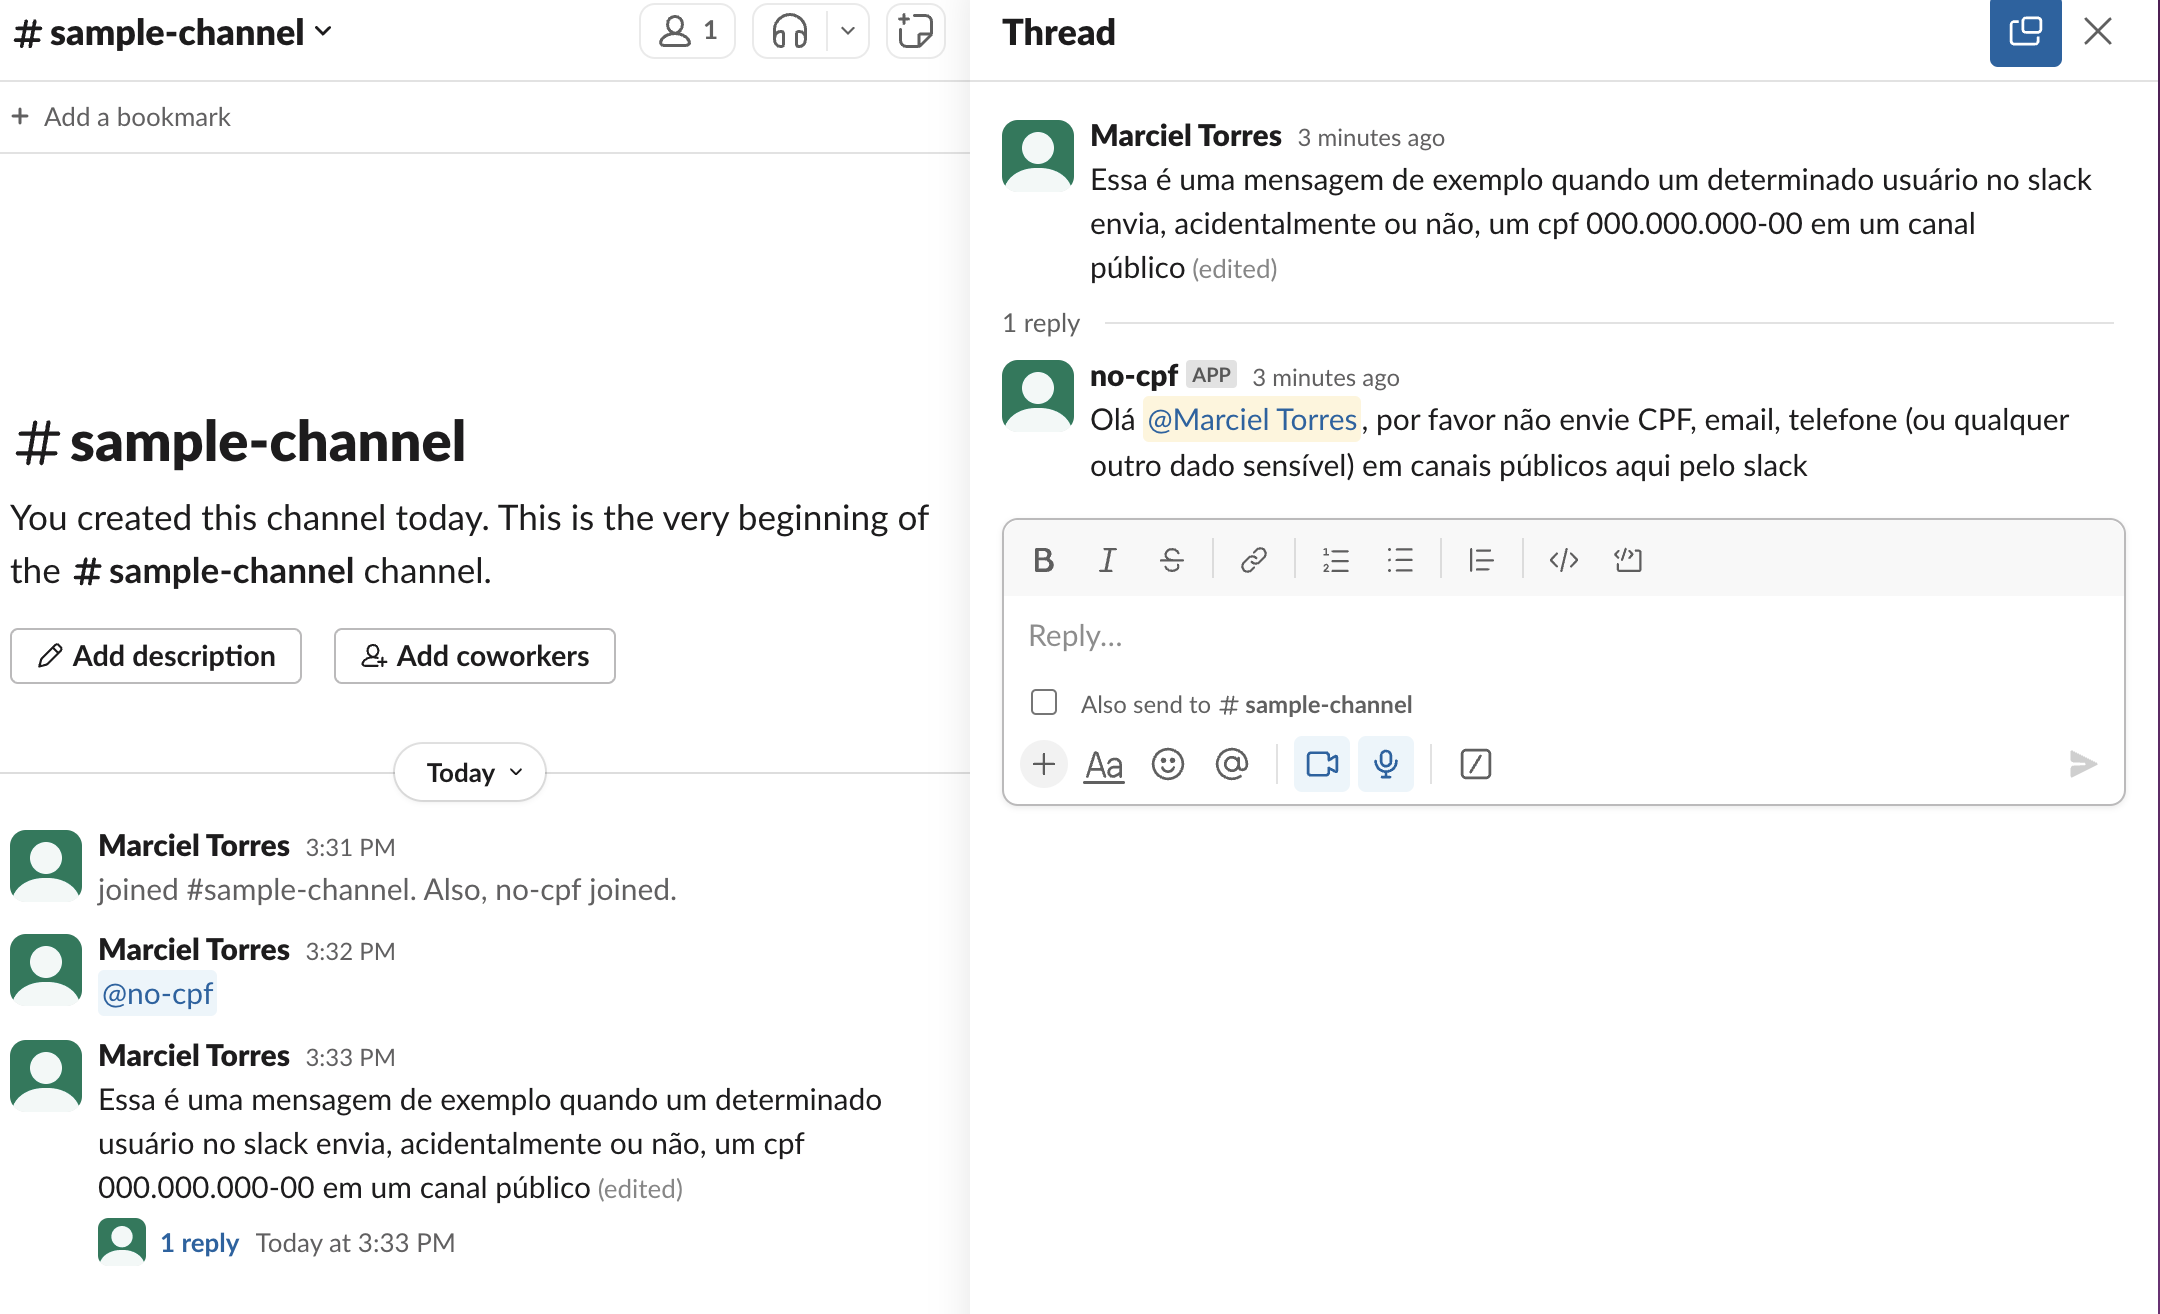 # sample-channel
1
+ Add a bookmark
# sample-channel
You created this channel today. This is the very beginning of
the # sample-channel channel.
Add description
Add coworkers
Today
Marciel Torres 3:31 PM
joined #sample-channel. Also, no-cpf joined.
Marciel Torres 3:32 PM
@no-cpf
Marciel Torres 3:33 PM
Essa é uma mensagem de exemplo quando um determinado
usuário no slack envia, acidentalmente ou não, um cpf
000.000.000-00 em um canal público (edited)
1 reply Today at 3:33 PM
Thread
Marciel Torres 3 minutes ago
Essa é uma mensagem de exemplo quando um determinado usuário no slack
envia, acidentalmente ou não, um cpf 000.000.000-00 em um canal
público (edited)
1 reply
no-cpf APP 3 minutes ago
Olá @Marciel Torres, por favor não envie CPF, email, telefone (ou qualquer
outro dado sensível) em canais públicos aqui pelo slack
B I S
Reply...
Also send to # sample-channel
+ Aa @